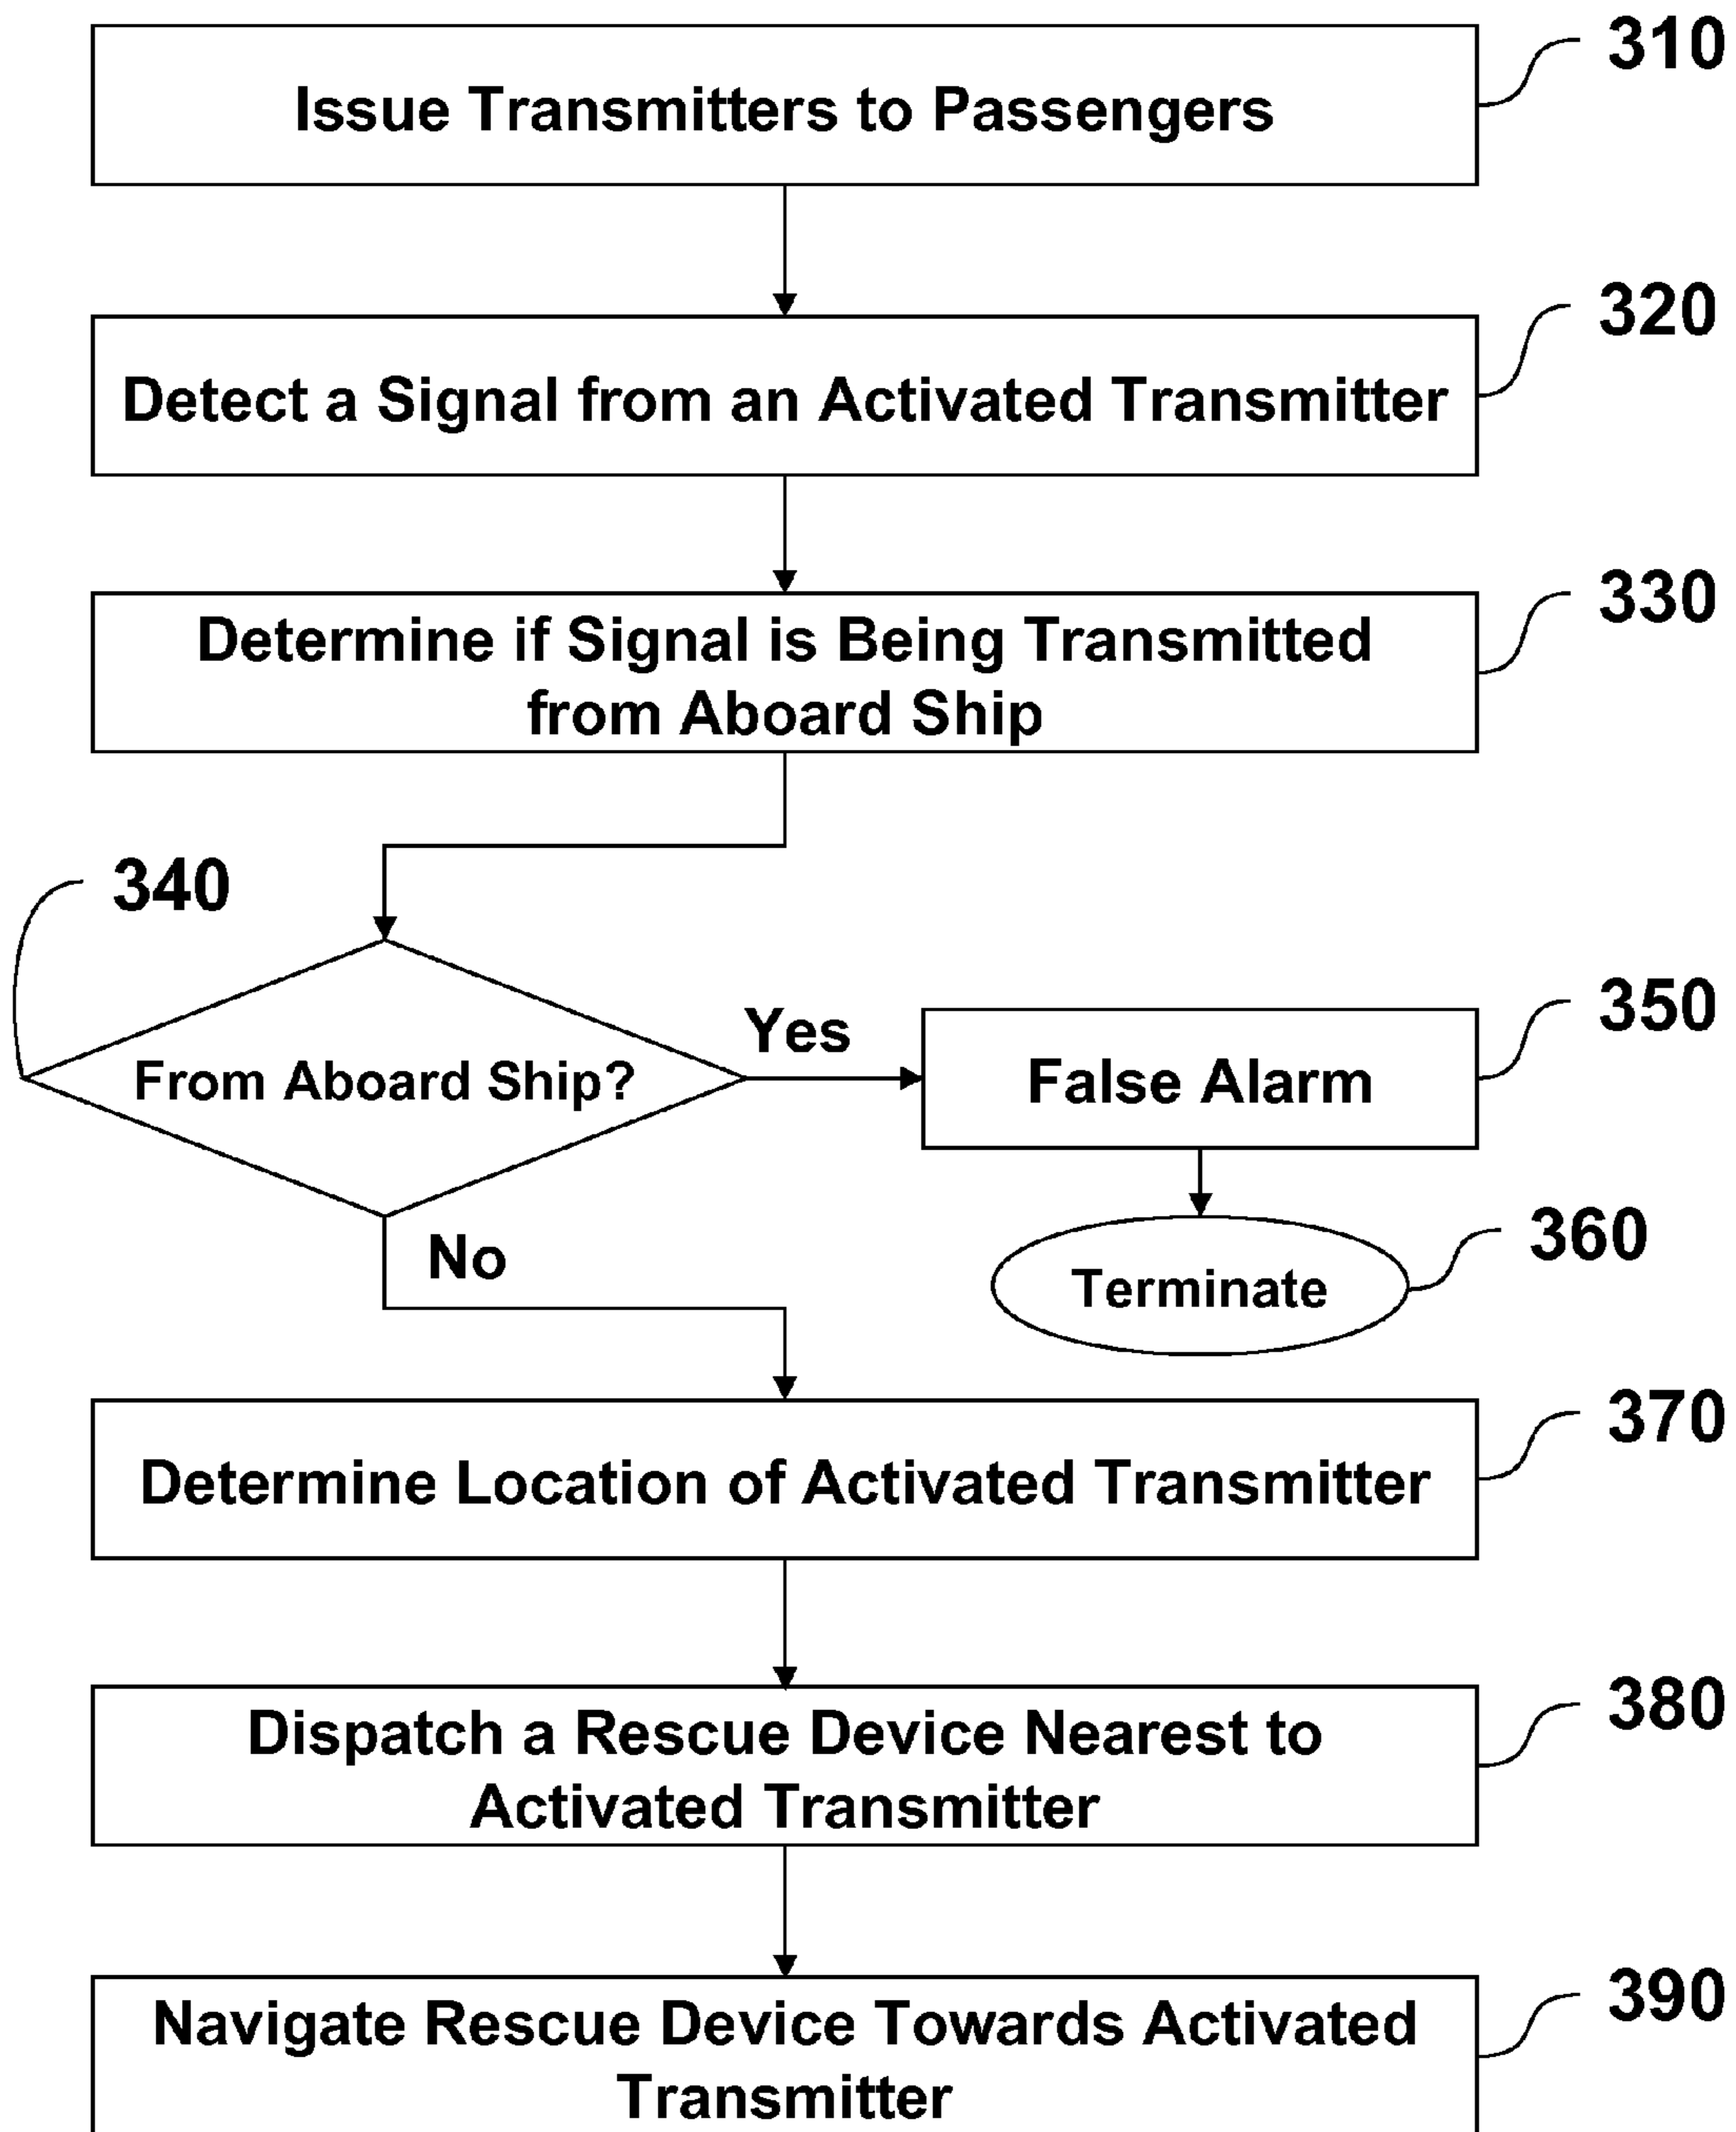 310
Issue Transmitters to Passengers
320
Detect a Signal from an Activated Transmitter
330
Determine if Signal is Being Transmitted
from Aboard Ship
340
From Aboard Ship?
Yes
350
False Alarm
No
360
Terminate
370
Determine Location of Activated Transmitter
380
Dispatch a Rescue Device Nearest to
Activated Transmitter
390
Navigate Rescue Device Towards Activated
Transmitter